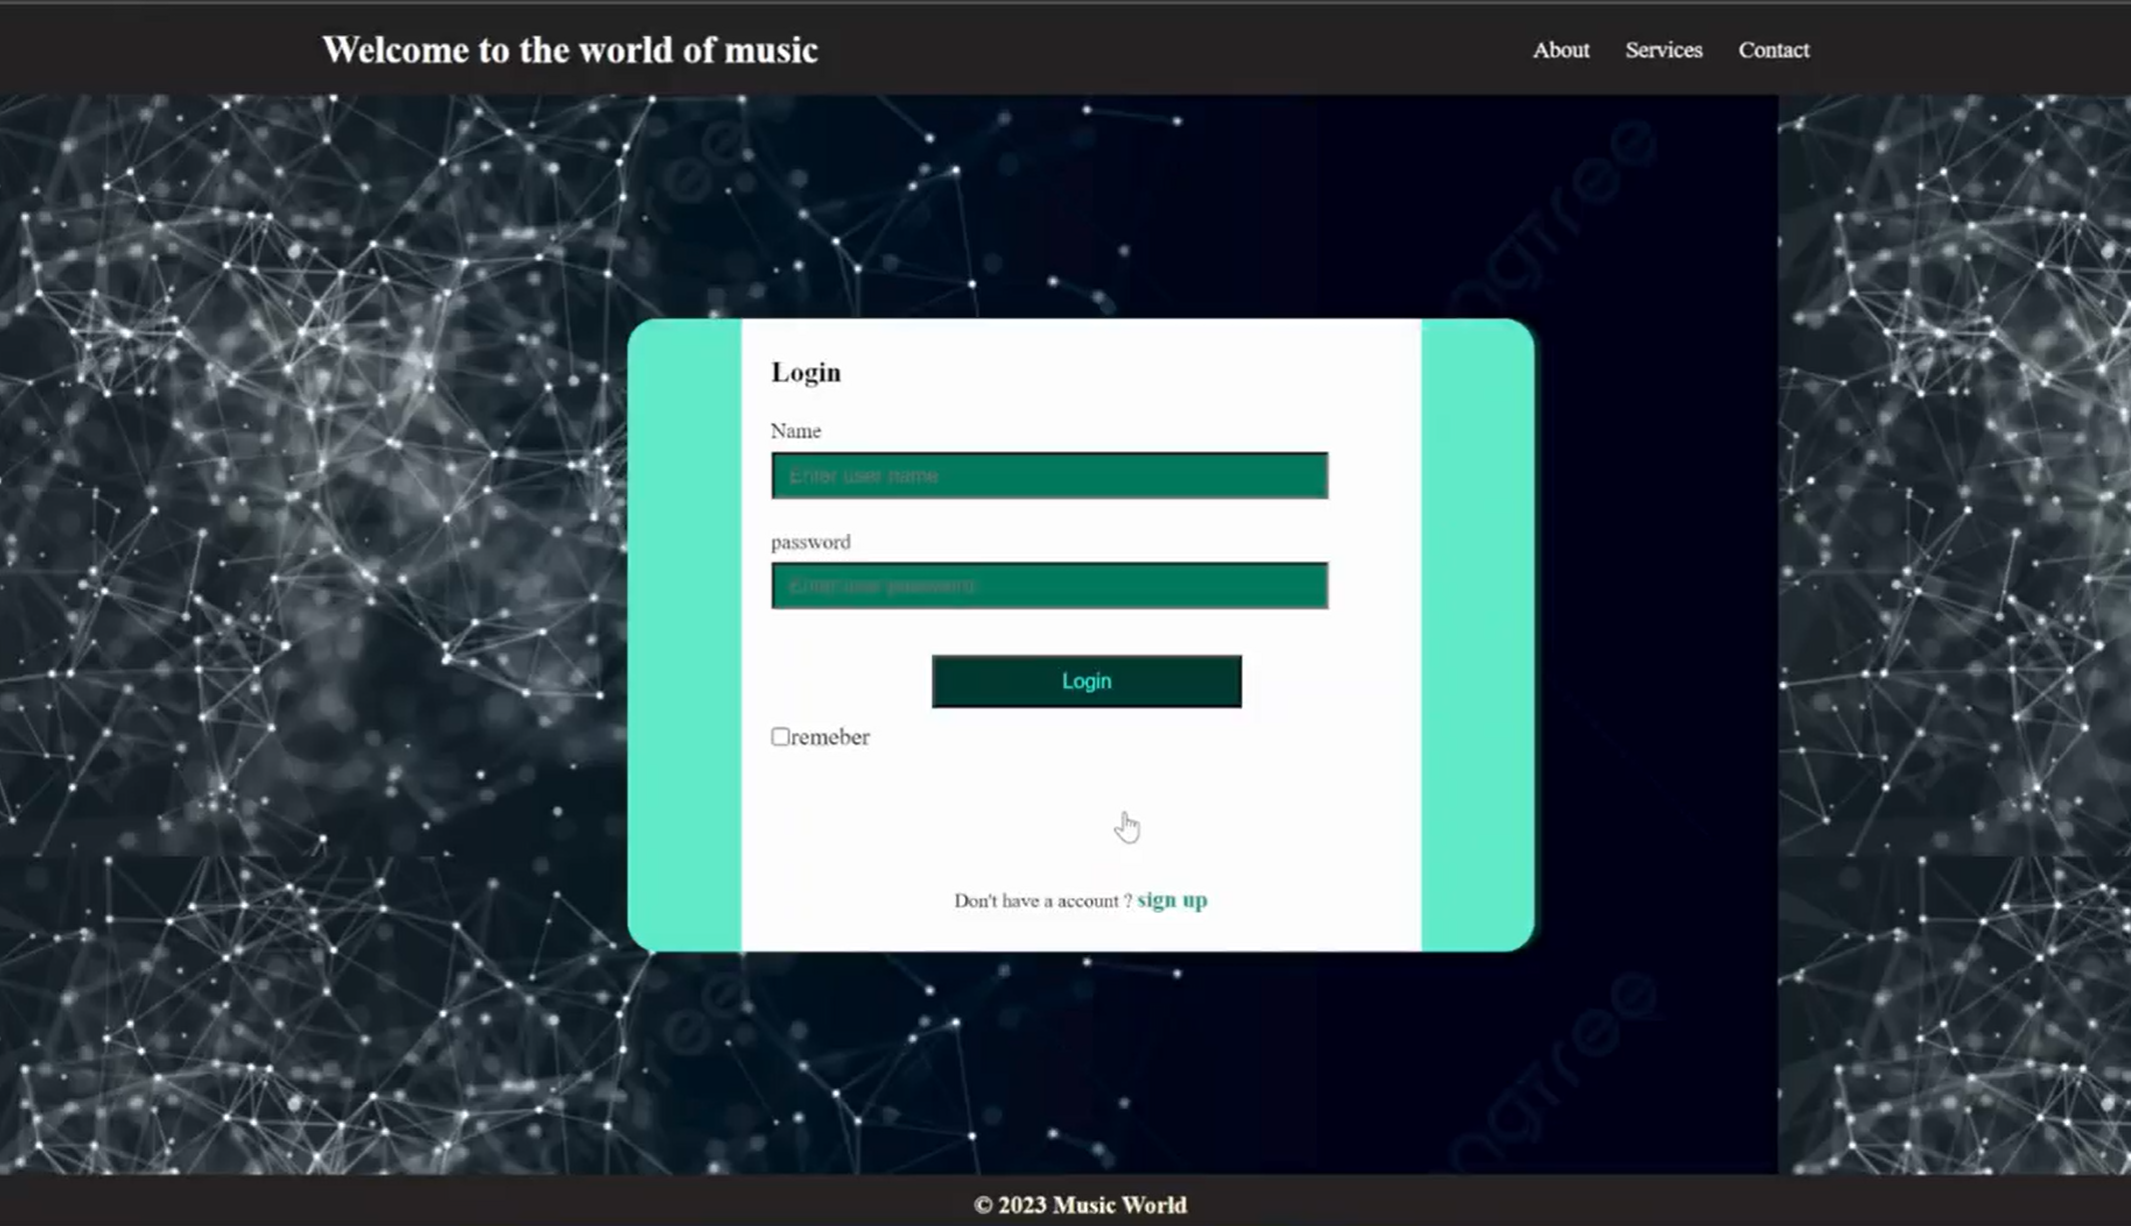 Welcome to the world of music
About Services Contact
Login
Name
Enter user name
password
Enter user password
Login
remeber
Don't have a account ? sign up
© 2023 Music World